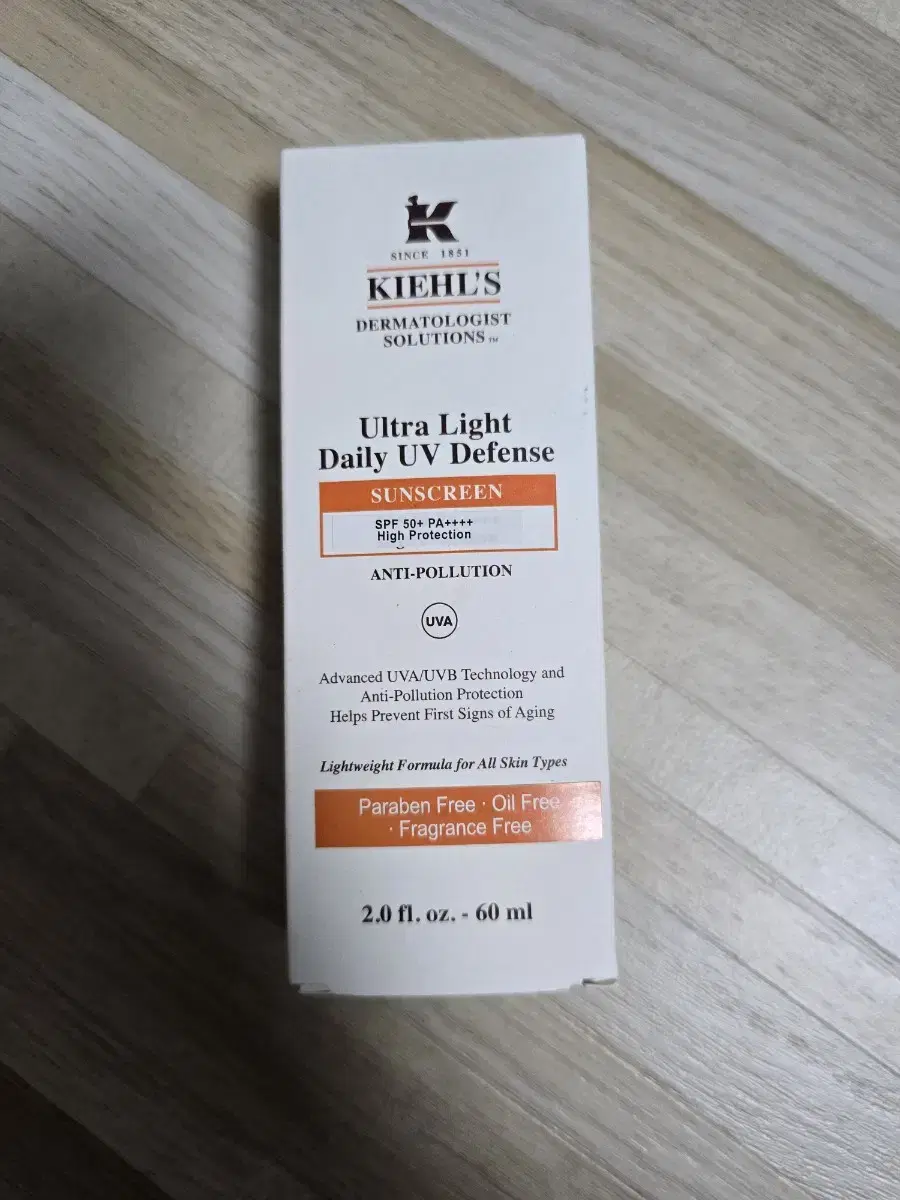 K
SINCE 1851
KIEHL'S
DERMATOLOGIST
SOLUTIONS™
Ultra Light
Daily UV Defense
SUNSCREEN
SPF 50+ PA++++
High Protection
ANTI-POLLUTION
UVA
Advanced UVA/UVB Technology and
Anti-Pollution Protection
Helps Prevent First Signs of Aging
Lightweight Formula for All Skin Types
Paraben Free · Oil Free
· Fragrance Free
2.0 fl. oz. - 60 ml